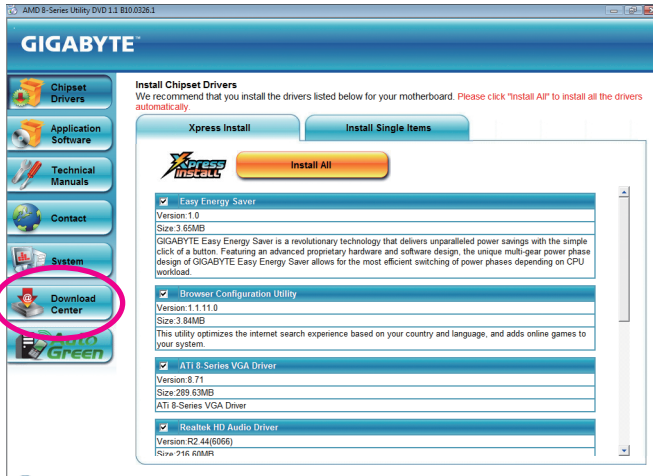 AMD 8-Series Utility DVD 1.1 B10.0326.1
GIGABYTE™
Chipset
Drivers
Application
Software
Technical
Manuals
Contact
System
Download
Center
Auto
Green
Install Chipset Drivers
We recommend that you install the drivers listed below for your motherboard. Please click "Install All" to install all the drivers
automatically.
Xpress Install
Install Single Items
Xpress
Install
Install All
Easy Energy Saver
Version:1.0
Size:3.65MB
GIGABYTE Easy Energy Saver is a revolutionary technology that delivers unparalleled power savings with the simple
click of a button. Featuring an advanced proprietary hardware and software design, the unique multi-gear power phase
design of GIGABYTE Easy Energy Saver allows for the most efficient switching of power phases depending on CPU
workload.
Browser Configuration Utility
Version:1.1.11.0
Size:3.84MB
This utility optimizes the internet search experience based on your country and language, and adds online games to
your system.
ATi 8-Series VGA Driver
Version:8.71
Size:289.63MB
ATi 8-Series VGA Driver
Realtek HD Audio Driver
Version:R2.44(6066)
Size:216.60MB